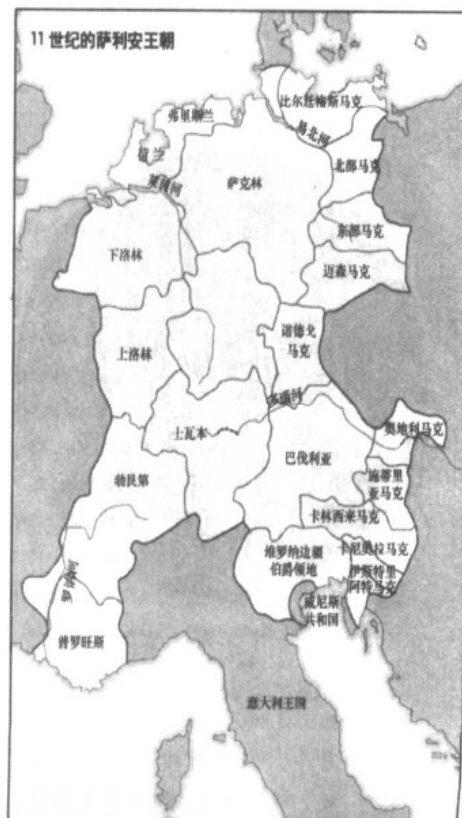 11 世纪的萨利安王朝
比尔廷梅斯马克
弗里斯兰
易北河
荷兰
莱茵河
萨克林
北部马克
东部马克
下洛林
迈森马克
诺德戈
马克
上洛林
多瑙河
士瓦本
奥地利马克
巴伐利亚
施蒂里
亚马克
勃艮第
卡林西来马克
维罗纳边疆
伯爵领地
卡尼奥拉马克
伊斯特里
阿特马克
威尼斯
共和国
普罗旺斯
意大利王国